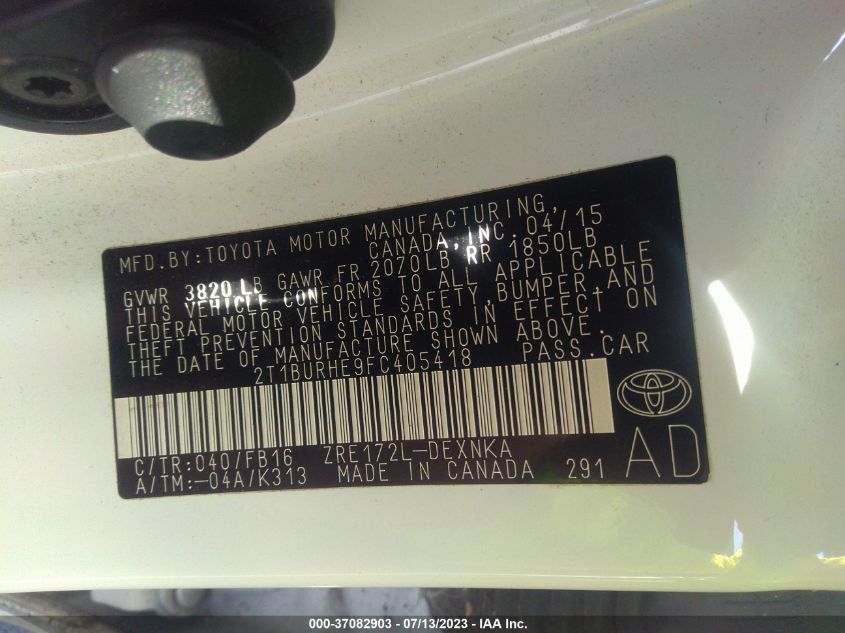 MFD. BY: TOYOTA MOTOR MANUFACTURING,
CANADA, INC. 04/15
GVWR 3820 LB GAWR FR 2070LB RR 1850LB
THIS VEHICLE CONFORMS TO ALL APPLICABLE
FEDERAL MOTOR VEHICLE SAFETY, BUMPER, AND
THEFT PREVENTION STANDARDS IN EFFECT ON
THE DATE OF MANUFACTURE SHOWN ABOVE.
2T1BURHE9FC405418 PASS. CAR
C/TR: 040/FB16 ZRE172L-DEXNKA
A/TM:-04A/K313 MADE IN CANADA 291
AD
000-37082903 - 07/13/2023 - IAA Inc.